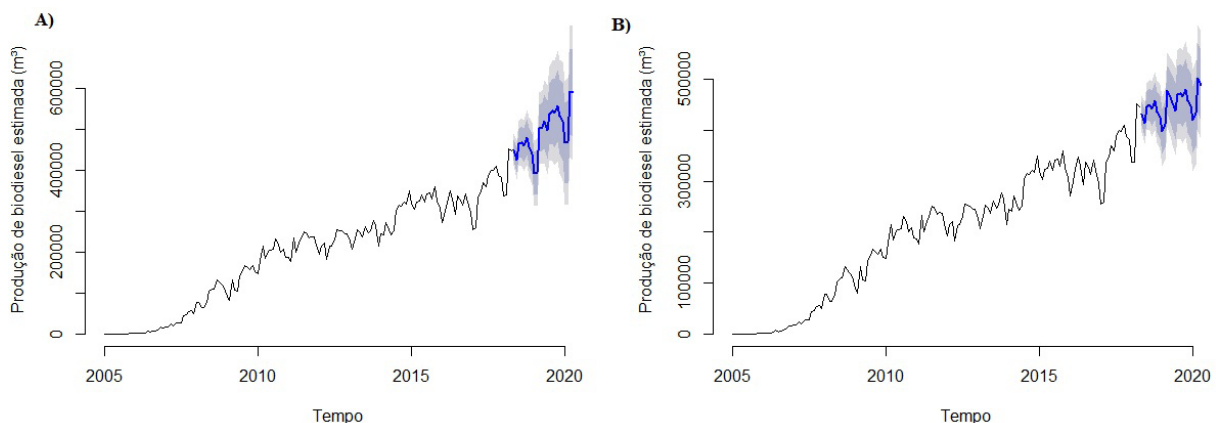 A)
Produção de biodiesel estimada (m³)
600000
400000
200000
0
2005
2010
2015
2020
Tempo
B)
Produção de biodiesel estimada (m³)
500000
300000
100000
0
2005
2010
2015
2020
Tempo